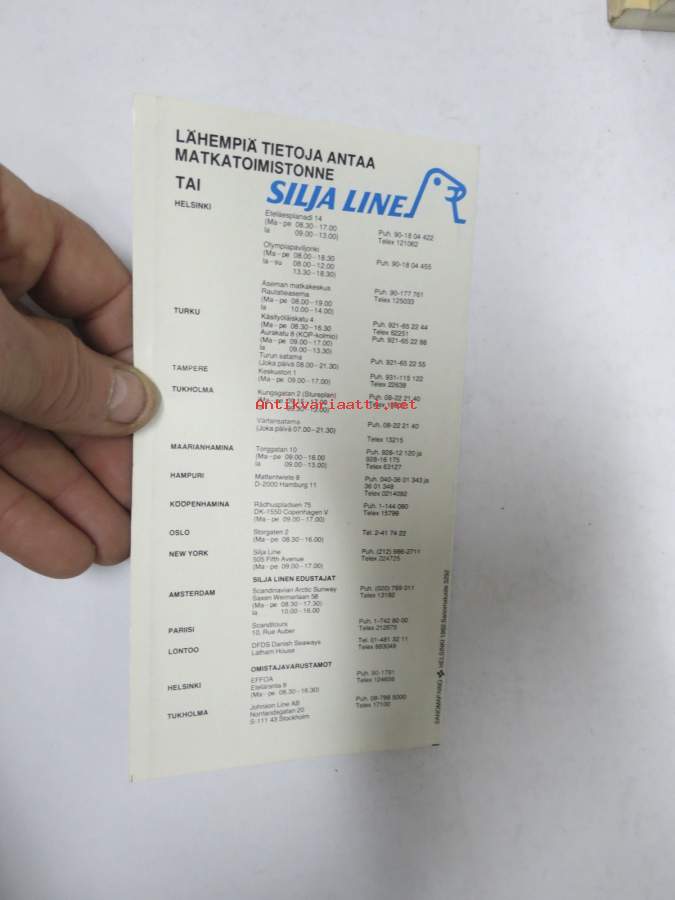 LÄHEMPIÄ TIETOJA ANTAA
MATKATOIMISTONNE
TAI SILJA LINE
HELSINKI Eteläesplanadi 14
(Ma - pe 08.30 - 17.00 Puh. 90-18 04 422
la 09.00 - 13.00) Telex 121062
Olympiapaviljonki
(Ma - pe 08.00 - 18.30 Puh. 90-18 04 455
la - su 08.00 - 12.00
13.30 - 18.30)
Aseman matkakeskus
Rautatieasema Puh. 90-177 761
(Ma - pe 08.00 - 19.00 Telex 125033
la 10.00 - 14.00)
TURKU Käsityöläiskatu 4 Puh. 921-65 22 44
(Ma - pe 08.30 - 16.30 Telex 62251
Aurakatu 8 (KOP-kolmio) Puh. 921-65 22 66
(Ma - pe 09.00 - 17.00)
la 09.00 - 13.30)
Turun satama
(Joka päivä 08.00 - 21.30) Puh. 921-65 22 55
TAMPERE Keskustori 1 Puh. 931-115 122
(Ma - pe 09.00 - 17.00) Telex 22638
TUKHOLMA Kungsgatan 2 (Stureplan) Puh. 08-22 21 40
Antikvariaatti.net
Värtansatama Puh. 08-22 21 40
(Joka päivä 07.00 - 21.30)
Telex 13215
MAARIANHAMINA Torggatan 10 Puh. 928-12 120 ja
(Ma - pe 09.00 - 16.00 928-16 175
la 09.00 - 13.00) Telex 63127
HAMPURI Mattentwiete 8 Puh. 040-36 01 343 ja
D-2000 Hamburg 11 36 01 348
Telex 0214092
KÖÖPENHAMINA Rådhuspladsen 75 Puh. 1-144 080
DK-1550 Copenhagen V Telex 15799
(Ma - pe 09.00 - 17.00)
OSLO Storgaten 2 Tel. 2-41 74 22
(Ma - pe 08.30 - 16.00)
NEW YORK Silja Line Puh. (212) 986-2711
505 Fifth Avenue Telex 224725
(Ma - pe 09.00 - 17.00)
SILJA LINEN EDUSTAJAT
AMSTERDAM Scandinavian Arctic Sunway Puh. (020) 799 011
Saxen Weimarlaan 58 Telex 13192
(Ma - pe 08.30 - 17.30)
la 10.00 - 16.00
PARIISI Scanditours Puh. 1-742 80 00
10, Rue Auber Telex 212675
LONTOO DFDS Danish Seaways Tel. 01-481 32 11
Latham House Telex 883049
OMISTAJAVARUSTAMOT
HELSINKI EFFOA Puh. 90-1791
Eteläranta 8 Telex 124639
(Ma - pe 08.30 - 16.30)
TUKHOLMA Johnson Line AB Puh. 08-798 5000
Norrlandsgatan 20 Telex 17100
S-111 43 Stockholm